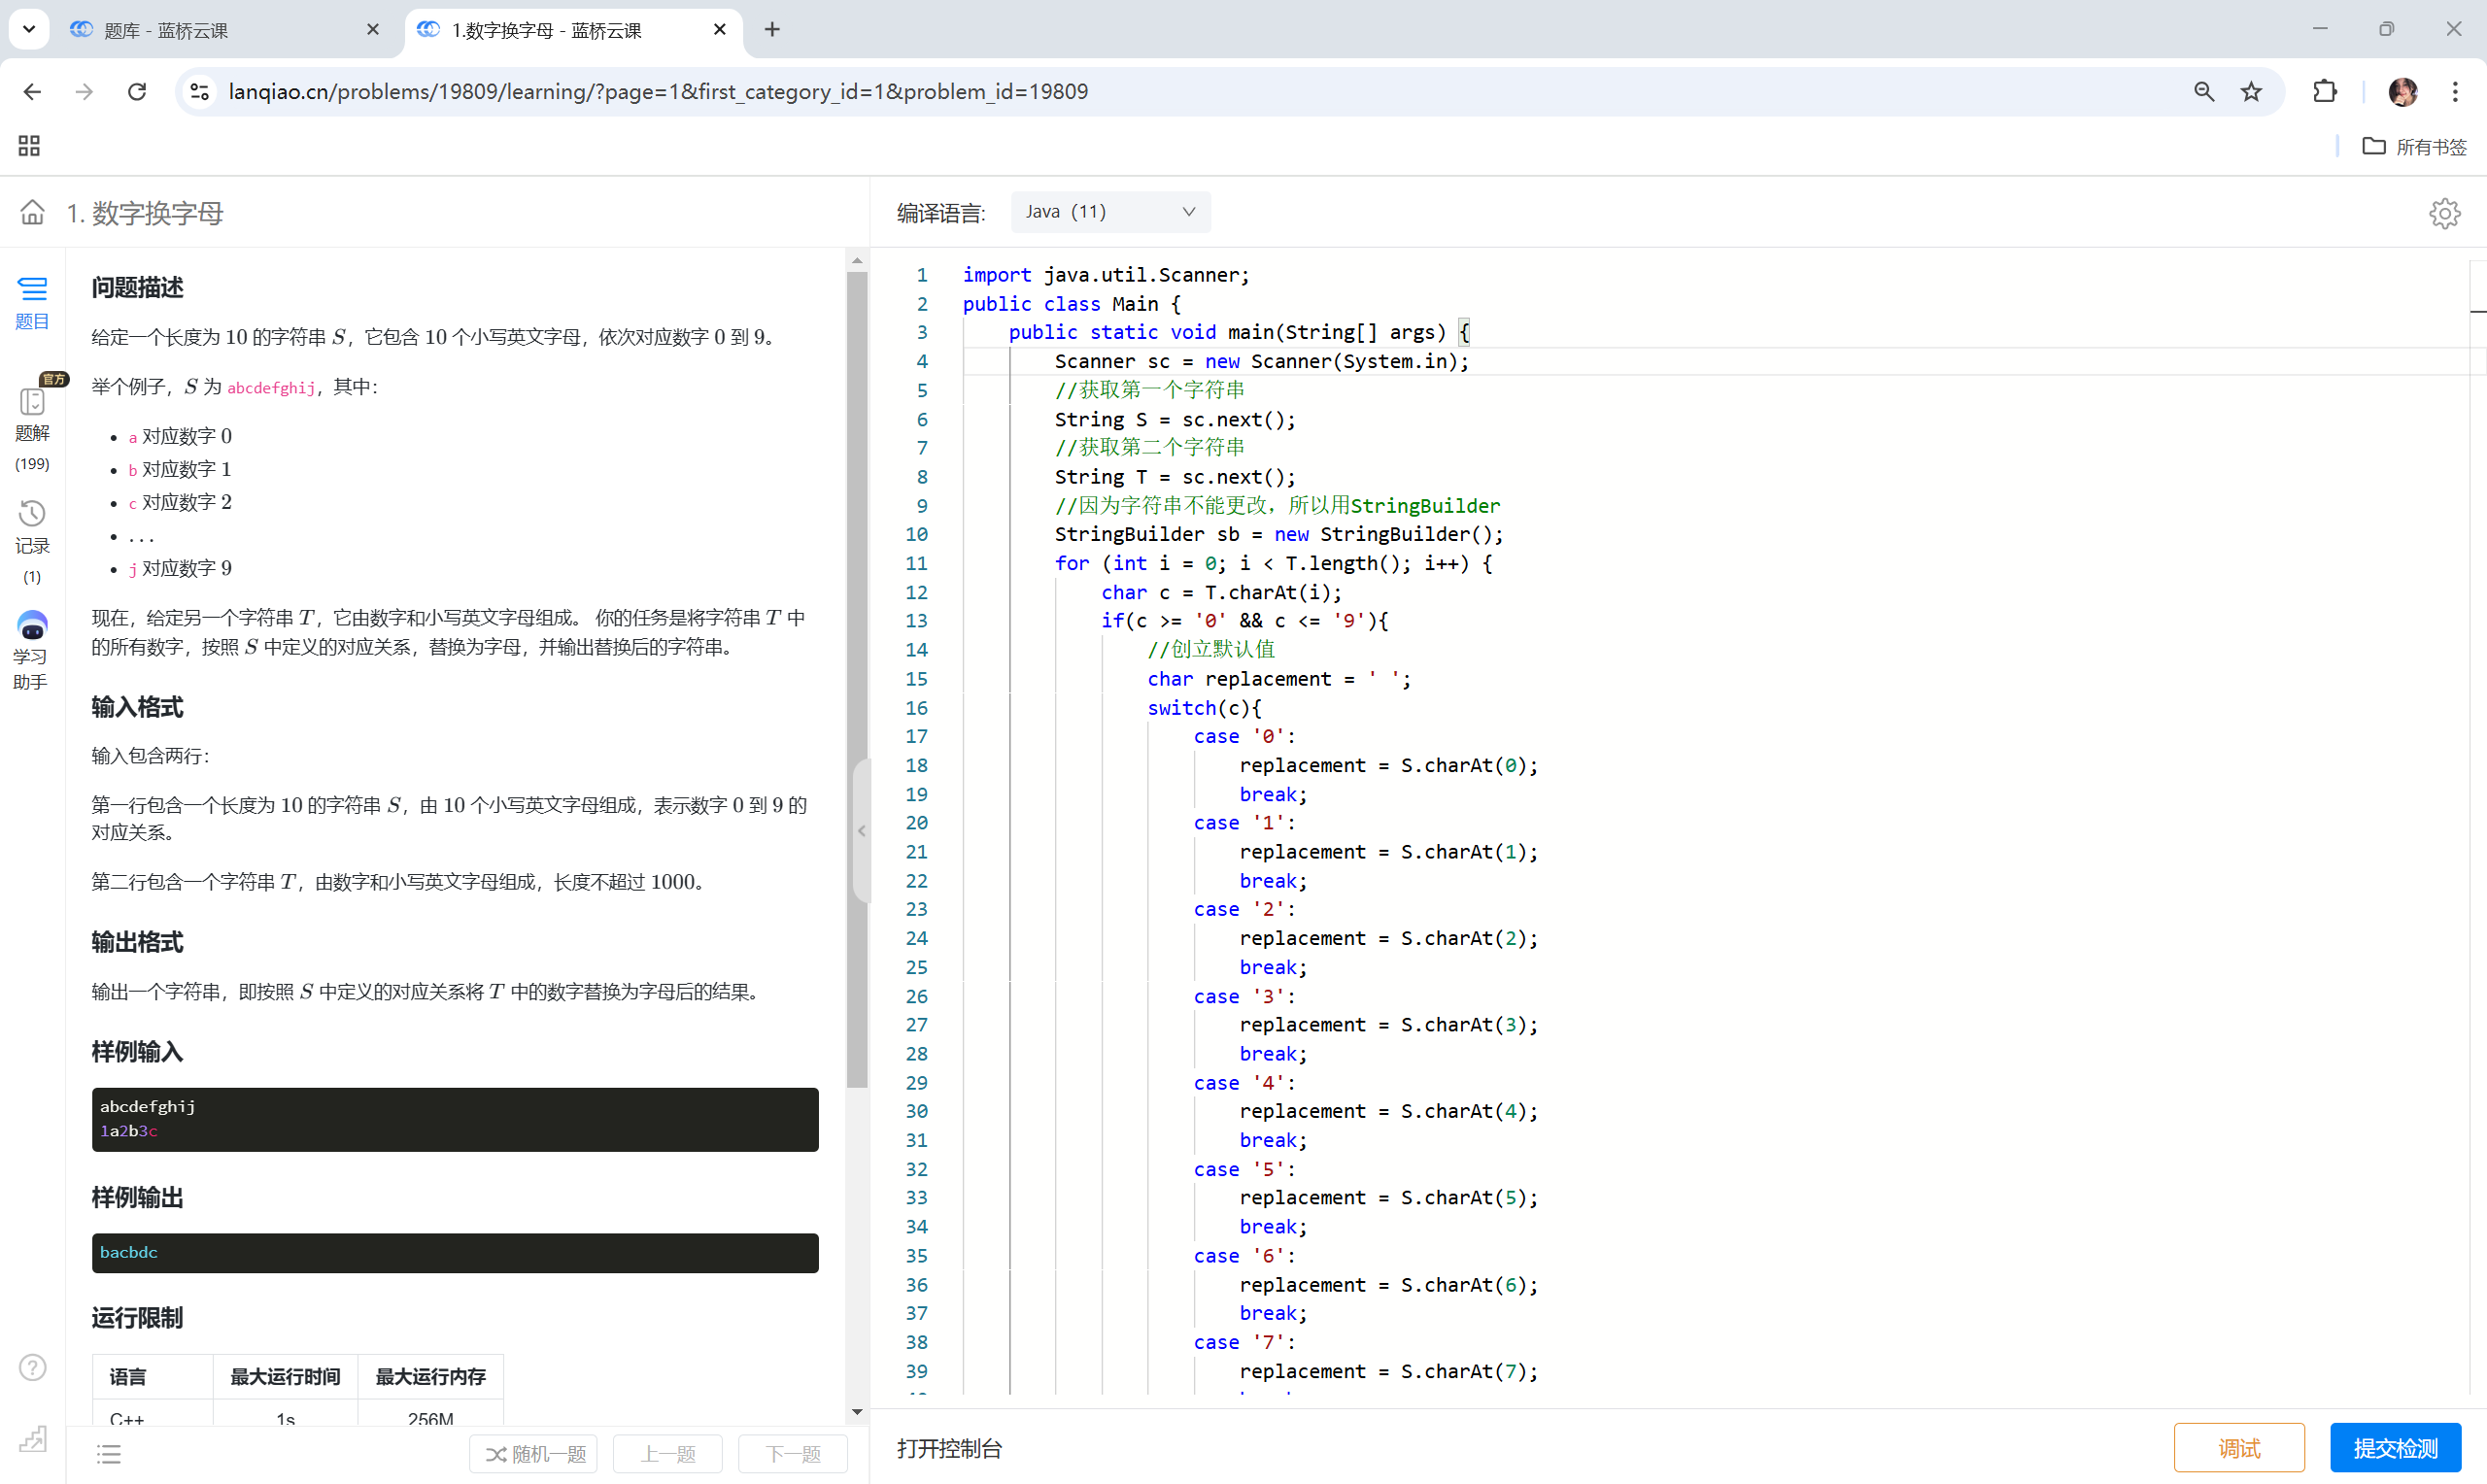 题库 - 蓝桥云课
1.数字换字母 - 蓝桥云课
lanqiao.cn/problems/19809/learning/?page=1&first_category_id=1&problem_id=19809
所有书签
1. 数字换字母
编译语言:
Java (11)
题目
官方
题解
(199)
记录
(1)
学习
助手
问题描述
给定一个长度为 10 的字符串 S，它包含 10 个小写英文字母，依次对应数字 0 到 9。
举个例子，S 为 abcdefghij，其中：
• a 对应数字 0
• b 对应数字 1
• c 对应数字 2
• ...
• j 对应数字 9
现在，给定另一个字符串 T，它由数字和小写英文字母组成。 你的任务是将字符串 T 中
的所有数字，按照 S 中定义的对应关系，替换为字母，并输出替换后的字符串。
输入格式
输入包含两行：
第一行包含一个长度为 10 的字符串 S，由 10 个小写英文字母组成，表示数字 0 到 9 的
对应关系。
第二行包含一个字符串 T，由数字和小写英文字母组成，长度不超过 1000。
输出格式
输出一个字符串，即按照 S 中定义的对应关系将 T 中的数字替换为字母后的结果。
样例输入
abcdefghij
1a2b3c
样例输出
bacbdc
运行限制
语言 最大运行时间 最大运行内存
C++ 1s 256M
随机一题
上一题
下一题
1 import java.util.Scanner;
2 public class Main {
3 public static void main(String[] args) {
4 Scanner sc = new Scanner(System.in);
5 //获取第一个字符串
6 String S = sc.next();
7 //获取第二个字符串
8 String T = sc.next();
9 //因为字符串不能更改，所以用StringBuilder
10 StringBuilder sb = new StringBuilder();
11 for (int i = 0; i < T.length(); i++) {
12 char c = T.charAt(i);
13 if(c >= '0' && c <= '9'){
14 //创立默认值
15 char replacement = ' ';
16 switch(c){
17 case '0':
18 replacement = S.charAt(0);
19 break;
20 case '1':
21 replacement = S.charAt(1);
22 break;
23 case '2':
24 replacement = S.charAt(2);
25 break;
26 case '3':
27 replacement = S.charAt(3);
28 break;
29 case '4':
30 replacement = S.charAt(4);
31 break;
32 case '5':
33 replacement = S.charAt(5);
34 break;
35 case '6':
36 replacement = S.charAt(6);
37 break;
38 case '7':
39 replacement = S.charAt(7);
打开控制台
调试
提交检测